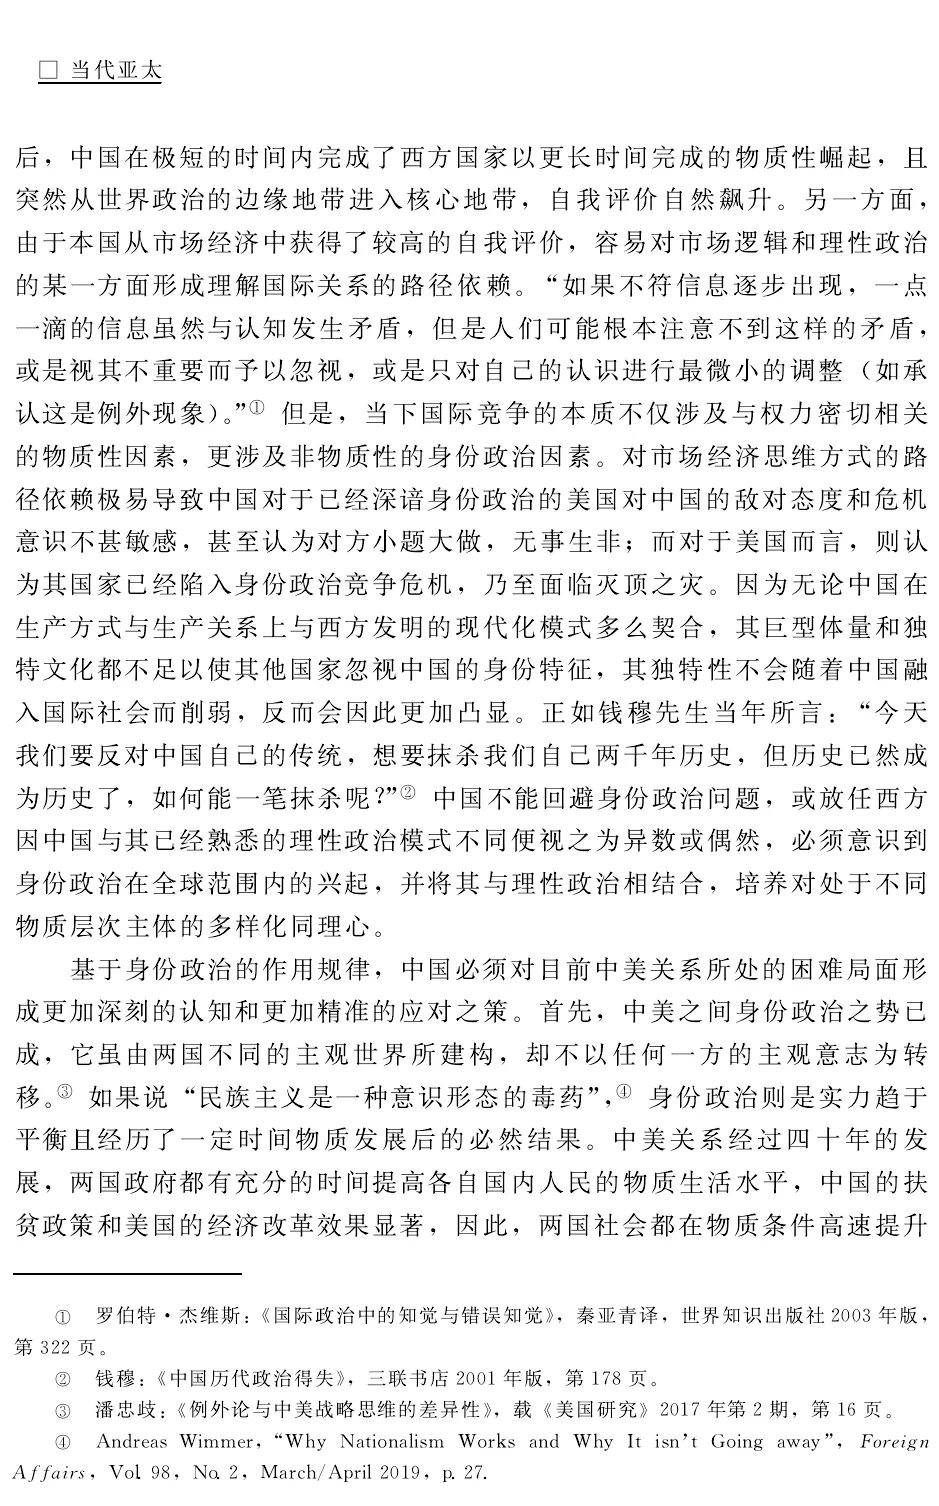 □ 当代亚太
后，中国在极短的时间内完成了西方国家以更长时间完成的物质性崛起，且
突然从世界政治的边缘地带进入核心地带，自我评价自然飙升。另一方面，
由于本国从市场经济中获得了较高的自我评价，容易对市场逻辑和理性政治
的某一方面形成理解国际关系的路径依赖。“如果不符信息逐步出现，一点
一滴的信息虽然与认知发生矛盾，但是人们可能根本注意不到这样的矛盾，
或是视其不重要而予以忽视，或是只对自己的认识进行最微小的调整（如承
认这是例外现象）。”① 但是，当下国际竞争的本质不仅涉及与权力密切相关
的物质性因素，更涉及非物质性的身份政治因素。对市场经济思维方式的路
径依赖极易导致中国对于已经深谙身份政治的美国对中国的敌对态度和危机
意识不甚敏感，甚至认为对方小题大做，无事生非；而对于美国而言，则认
为其国家已经陷入身份政治竞争危机，乃至面临灭顶之灾。因为无论中国在
生产方式与生产关系上与西方发明的现代化模式多么契合，其巨型体量和独
特文化都不足以使其他国家忽视中国的身份特征，其独特性不会随着中国融
入国际社会而削弱，反而会因此更加凸显。正如钱穆先生当年所言：“今天
我们要反对中国自己的传统，想要抹杀我们自己两千年历史，但历史已然成
为历史了，如何能一笔抹杀呢?”② 中国不能回避身份政治问题，或放任西方
因中国与其已经熟悉的理性政治模式不同便视之为异数或偶然，必须意识到
身份政治在全球范围内的兴起，并将其与理性政治相结合，培养对处于不同
物质层次主体的多样化同理心。
基于身份政治的作用规律，中国必须对目前中美关系所处的困难局面形
成更加深刻的认知和更加精准的应对之策。首先，中美之间身份政治之势已
成，它虽由两国不同的主观世界所建构，却不以任何一方的主观意志为转
移。③ 如果说“民族主义是一种意识形态的毒药”，④ 身份政治则是实力趋于
平衡且经历了一定时间物质发展后的必然结果。中美关系经过四十年的发
展，两国政府都有充分的时间提高各自国内人民的物质生活水平，中国的扶
贫政策和美国的经济改革效果显著，因此，两国社会都在物质条件高速提升
① 罗伯特·杰维斯：《国际政治中的知觉与错误知觉》，秦亚青译，世界知识出版社 2003 年版，
第 322 页。
② 钱穆：《中国历代政治得失》，三联书店 2001 年版，第 178 页。
③ 潘忠歧：《例外论与中美战略思维的差异性》，载《美国研究》2017 年第 2 期，第 16 页。
④ Andreas Wimmer, “Why Nationalism Works and Why It isn't Going away”, Foreign
Affairs, Vol. 98, No. 2, March/April 2019, p. 27.